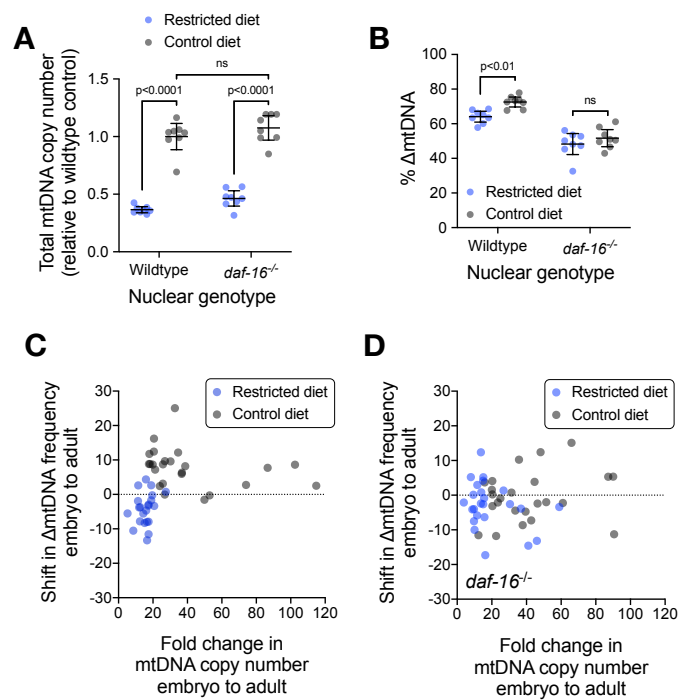 A
Restricted diet
Control diet
Total mtDNA copy number
(relative to wildtype control)
1.5
1.0
0.5
0.0
ns
p<0.0001
p<0.0001
Wildtype
daf-16-/-
Nuclear genotype
B
% ΔmtDNA
100
80
60
40
20
0
p<0.01
ns
Restricted diet
Control diet
Wildtype
daf-16-/-
Nuclear genotype
C
Shift in ΔmtDNA frequency
embryo to adult
30
20
10
0
-10
-20
-30
Restricted diet
Control diet
0 20 40 60 80 100 120
Fold change in
mtDNA copy number
embryo to adult
D
Shift in ΔmtDNA frequency
embryo to adult
30
20
10
0
-10
-20
-30
Restricted diet
Control diet
daf-16-/-
0 20 40 60 80 100 120
Fold change in
mtDNA copy number
embryo to adult